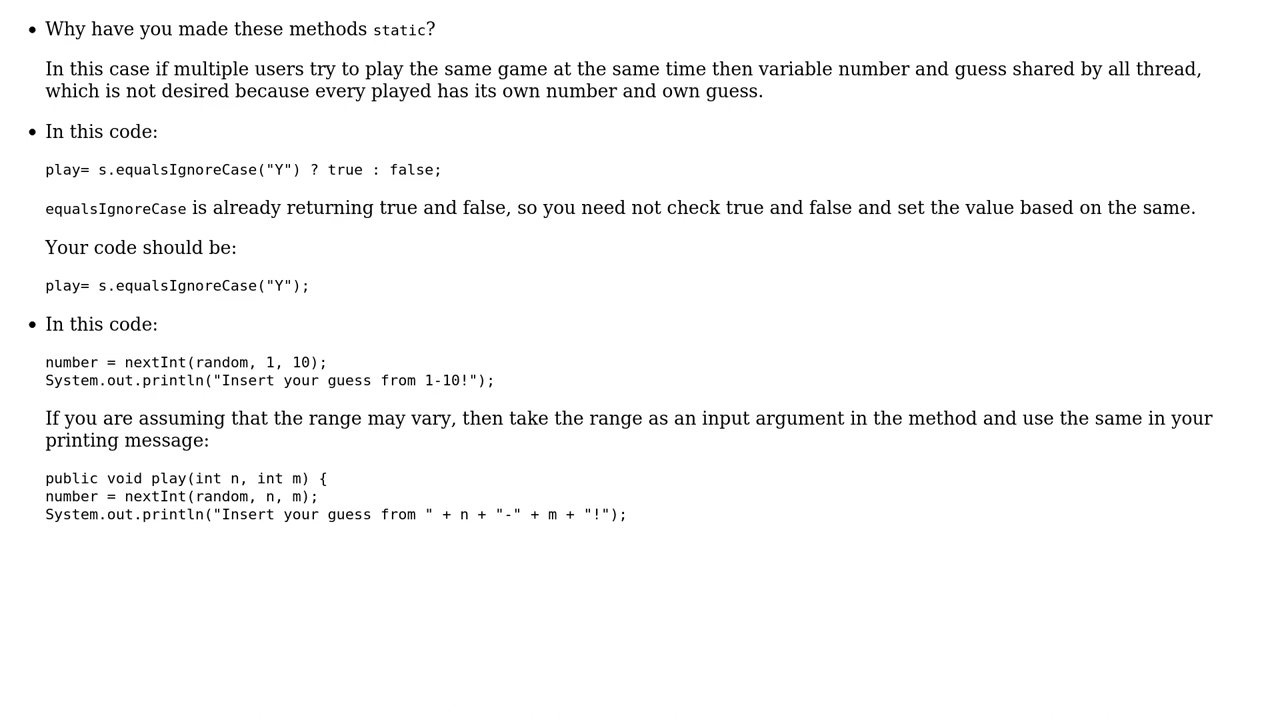 • Why have you made these methods static?
In this case if multiple users try to play the same game at the same time then variable number and guess shared by all thread,
which is not desired because every played has its own number and own guess.
• In this code:
play= s.equalsIgnoreCase("Y") ? true : false;
equalsIgnoreCase is already returning true and false, so you need not check true and false and set the value based on the same.
Your code should be:
play= s.equalsIgnoreCase("Y");
• In this code:
number = nextInt(random, 1, 10);
System.out.println("Insert your guess from 1-10!");
If you are assuming that the range may vary, then take the range as an input argument in the method and use the same in your
printing message:
public void play(int n, int m) {
number = nextInt(random, n, m);
System.out.println("Insert your guess from " + n + "-" + m + "!");